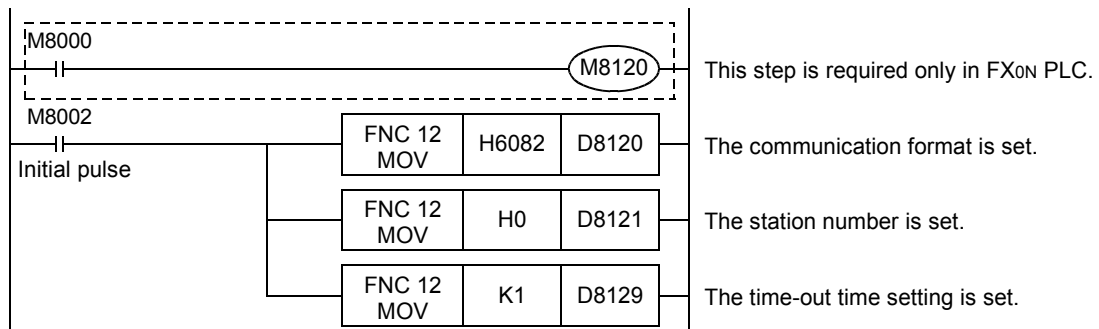 M8000
M8120 This step is required only in FX0N PLC.
M8002
FNC 12 MOV H6082 D8120 The communication format is set.
Initial pulse
FNC 12 MOV H0 D8121 The station number is set.
FNC 12 MOV K1 D8129 The time-out time setting is set.